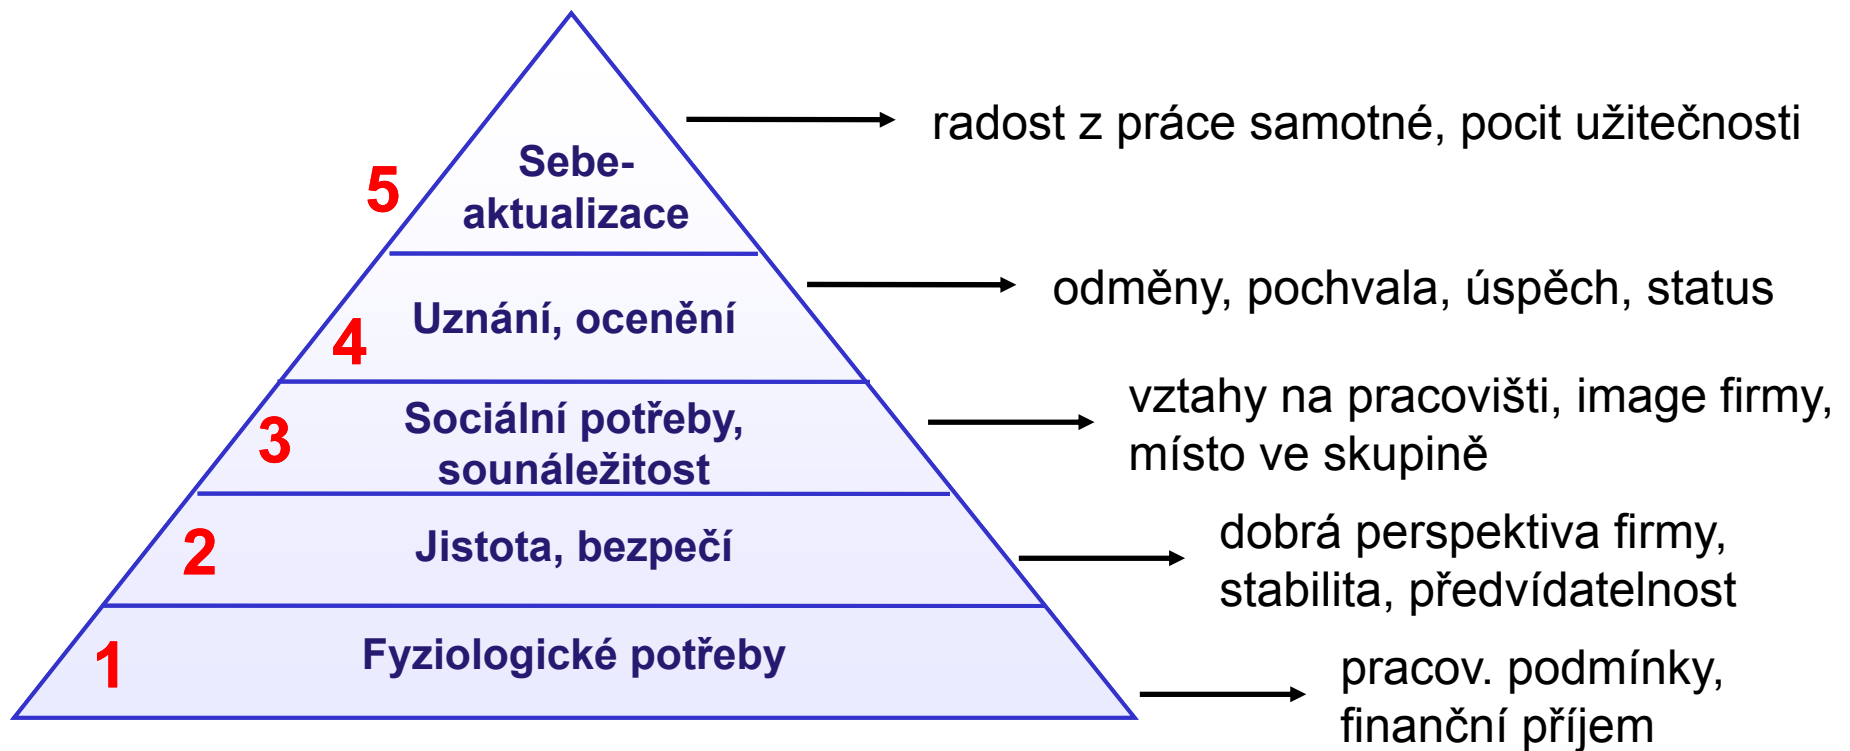 radost z práce samotné, pocit užitečnosti
Sebe-
aktualizace
5
odměny, pochvala, úspěch, status
Uznání, ocenění
4
vztahy na pracovišti, image firmy,
místo ve skupině
Sociální potřeby,
sounáležitost
3
dobrá perspektiva firmy,
stabilita, předvídatelnost
Jistota, bezpečí
2
pracov. podmínky,
finanční příjem
Fyziologické potřeby
1